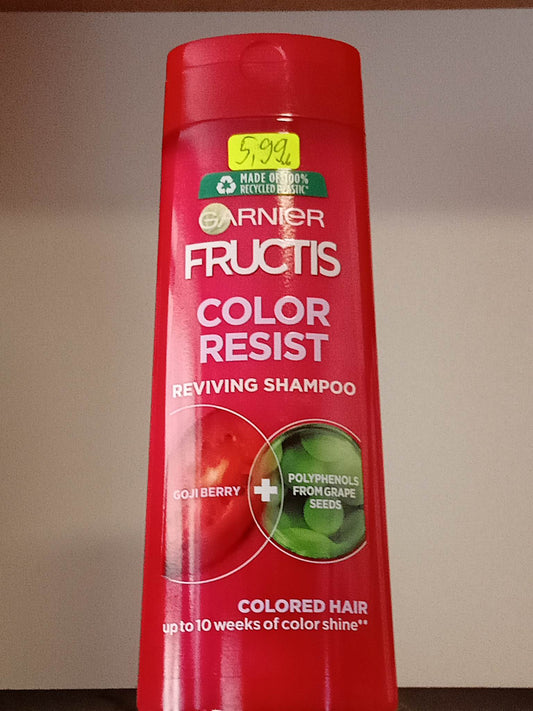 5,99
MADE OF 100%
RECYCLED PLASTIC*
GARNIER
FRUCTIS
COLOR
RESIST
REVIVING SHAMPOO
GOJI BERRY
+
POLYPHENOLS
FROM GRAPE
SEEDS
COLORED HAIR
up to 10 weeks of color shine**